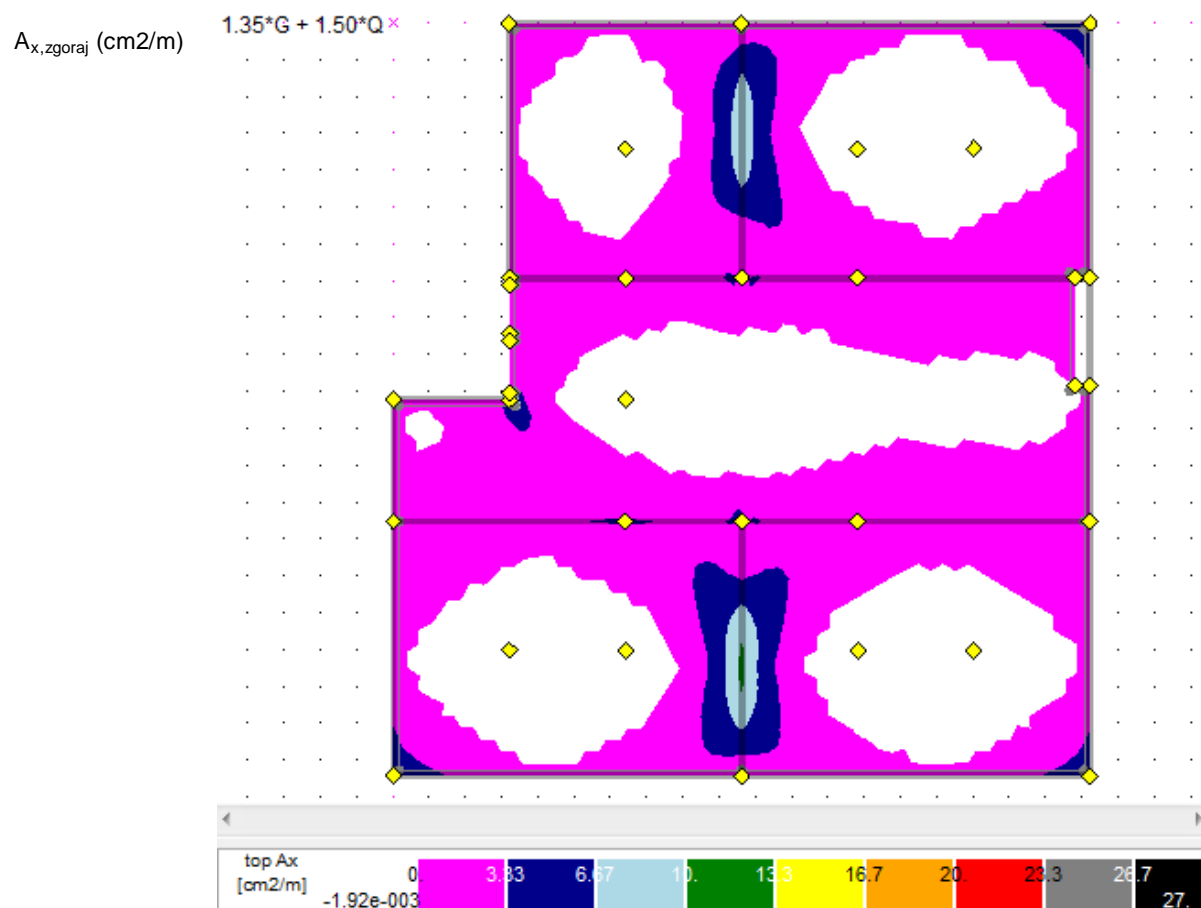 1.35*G + 1.50*Q
Ax,zgoraj (cm2/m)
top Ax
[cm2/m]
0. 3.33 6.67 10. 13.3 16.7 20. 23.3 26.7
-1.92e-003 27.